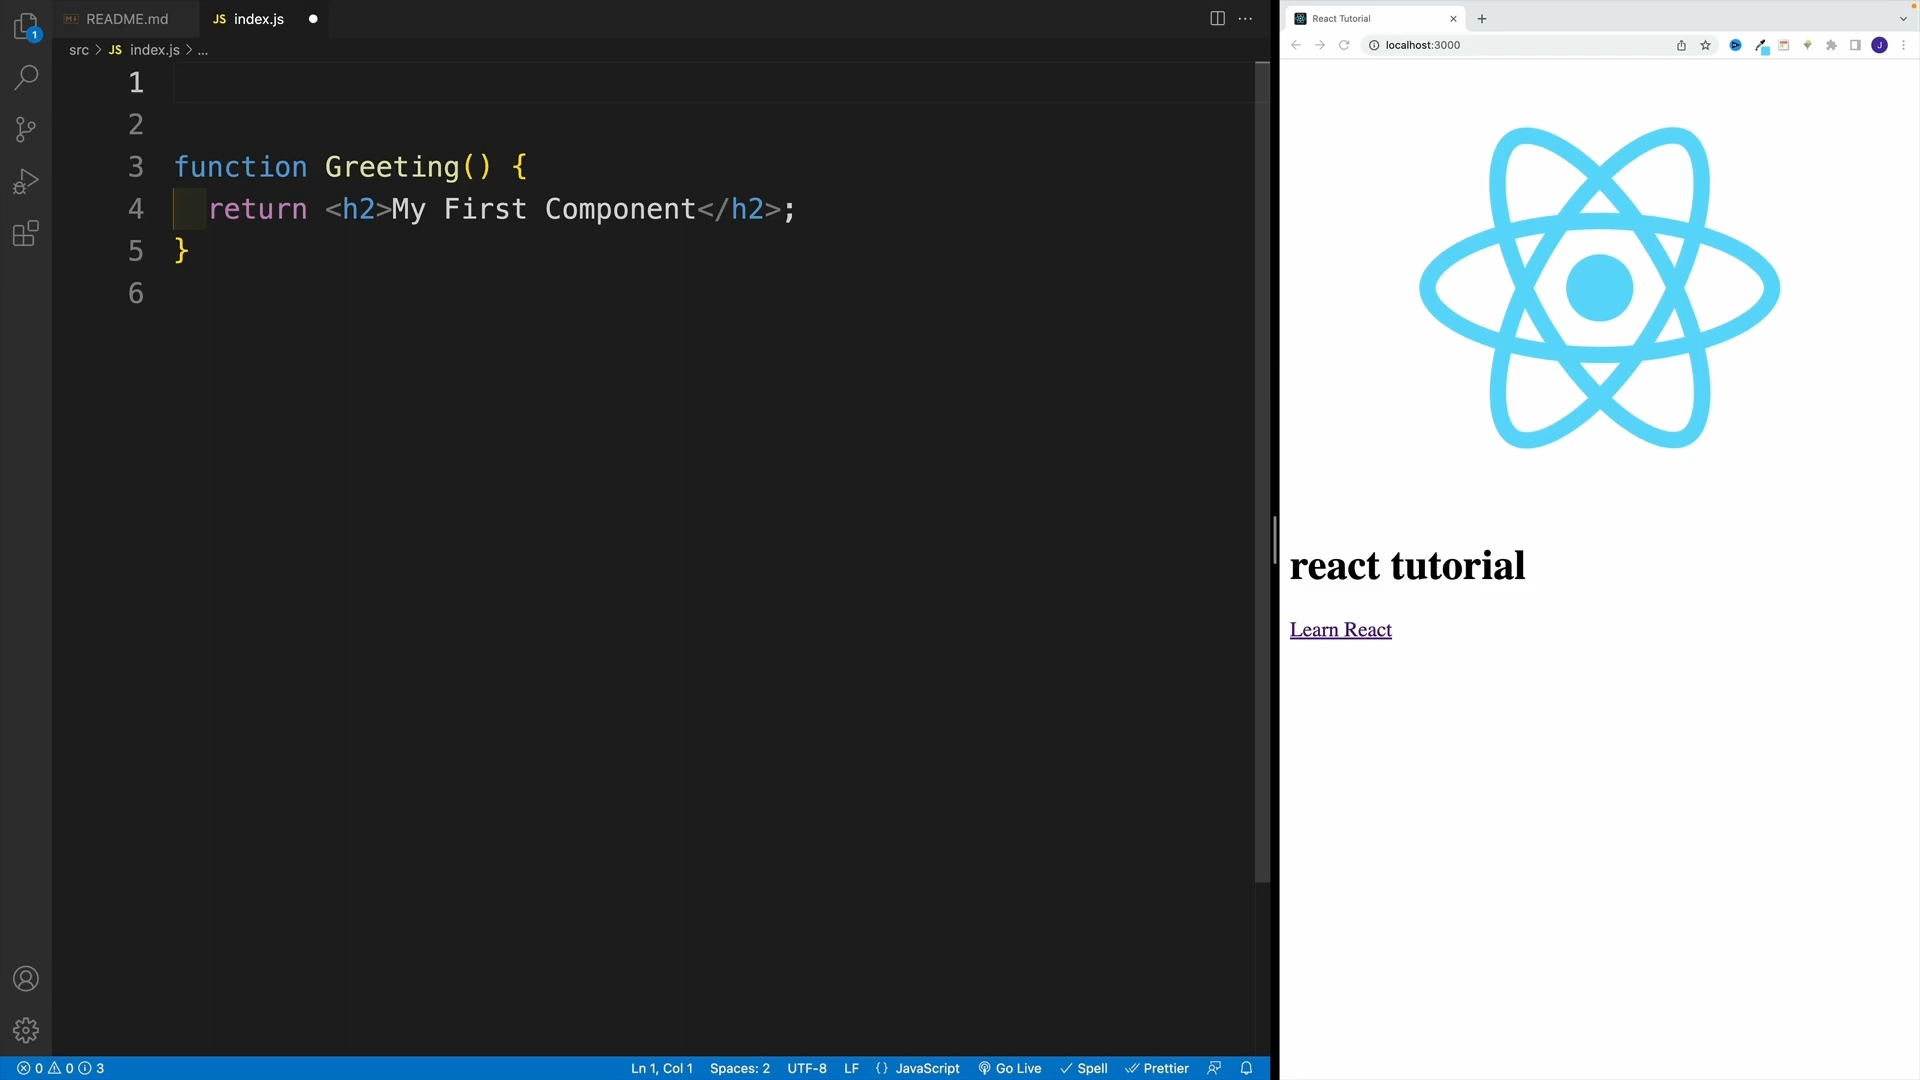 README.md
JS index.js
1
src > JS index.js > ...
1
2
3 function Greeting() {
4 return <h2>My First Component</h2>;
5 }
6
0 0 3
Ln 1, Col 1
Spaces: 2
UTF-8
LF
{} JavaScript
Go Live
Spell
Prettier
React Tutorial
localhost:3000
J
react tutorial
Learn React